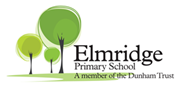 Elmridge
Primary School
A member of the Dunham Trust